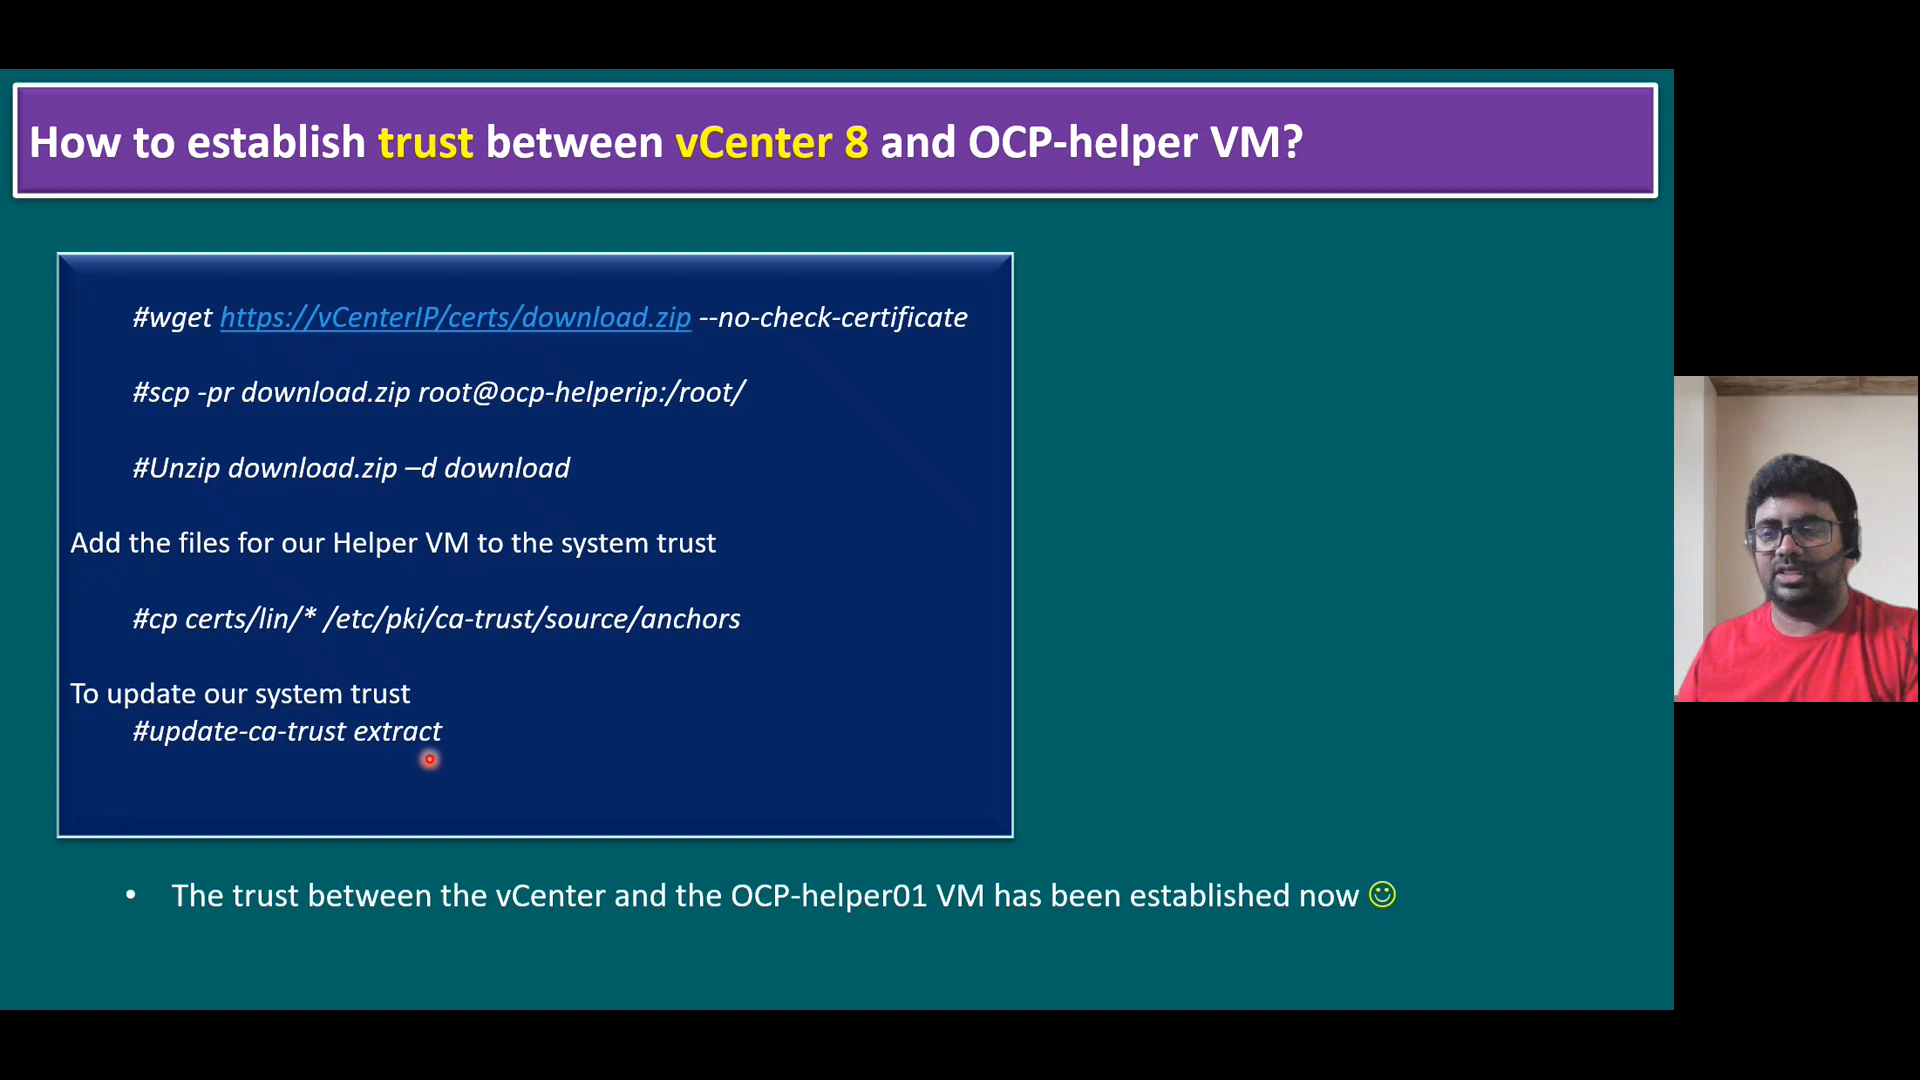 How to establish trust between vCenter 8 and OCP-helper VM?
#wget https://vCenterIP/certs/download.zip --no-check-certificate
#scp -pr download.zip root@ocp-helperip:/root/
#Unzip download.zip –d download
Add the files for our Helper VM to the system trust
#cp certs/lin/* /etc/pki/ca-trust/source/anchors
To update our system trust
#update-ca-trust extract
• The trust between the vCenter and the OCP-helper01 VM has been established now ☺